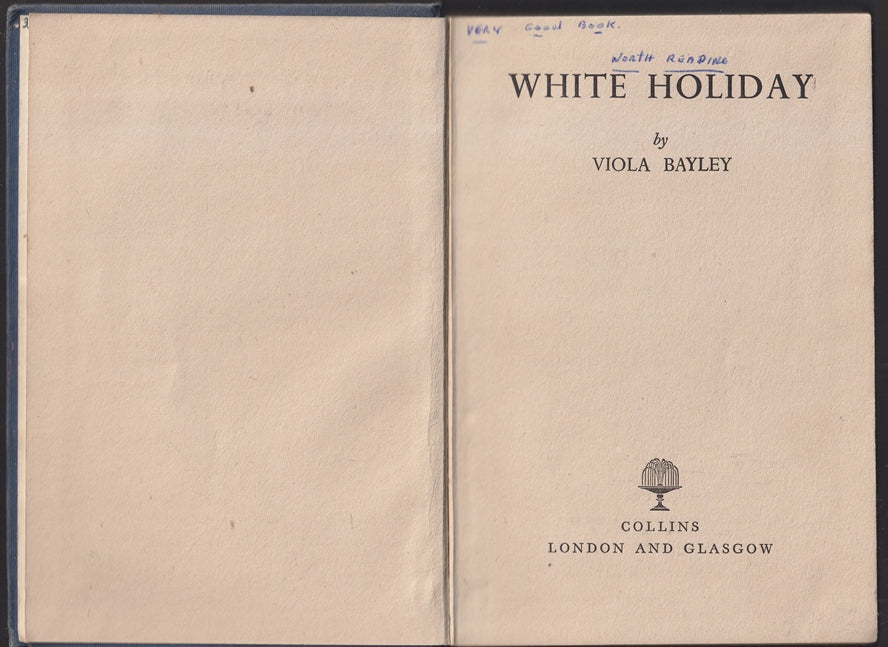 VERY Good Book.
NORTH READING
WHITE HOLIDAY
by
VIOLA BAYLEY
COLLINS
LONDON AND GLASGOW